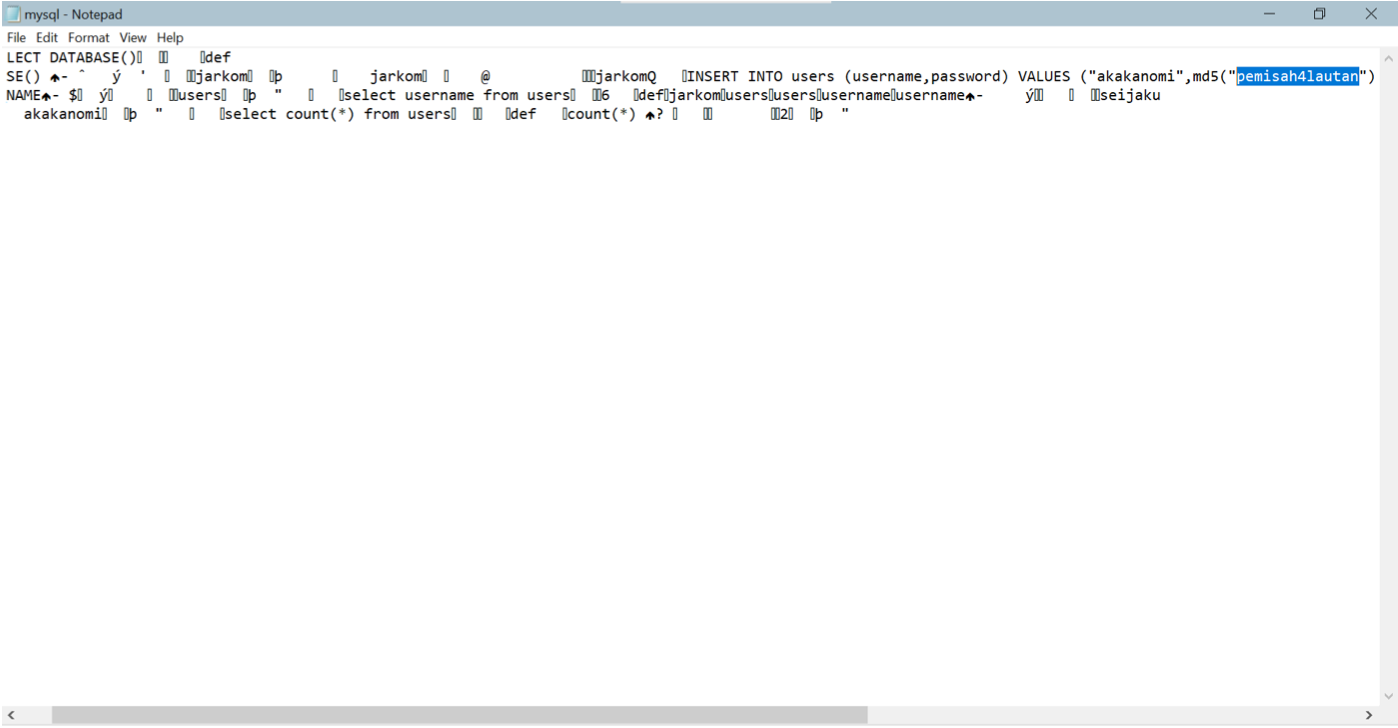 mysql - Notepad
File Edit Format View Help
LECT DATABASE()▯ ▯▯ ▯def
SE() ♠- ˆ ý ' ▯ ▯▯jarkom▯ ▯þ ▯ jarkom▯ ▯ @ ▯▯▯jarkomQ ▯INSERT INTO users (username,password) VALUES ("akakanomi",md5("pemisah4lautan")
NAME♠- $▯ ý▯ ▯ ▯▯users▯ ▯þ " ▯ ▯select username from users▯ ▯▯6 ▯def▯jarkom▯users▯users▯username▯username♠- ý▯▯ ▯ ▯▯seijaku
akakanomi▯ ▯þ " ▯ ▯select count(*) from users▯ ▯▯ ▯def ▯count(*) ♠? ▯ ▯▯ ▯▯2▯ ▯þ "